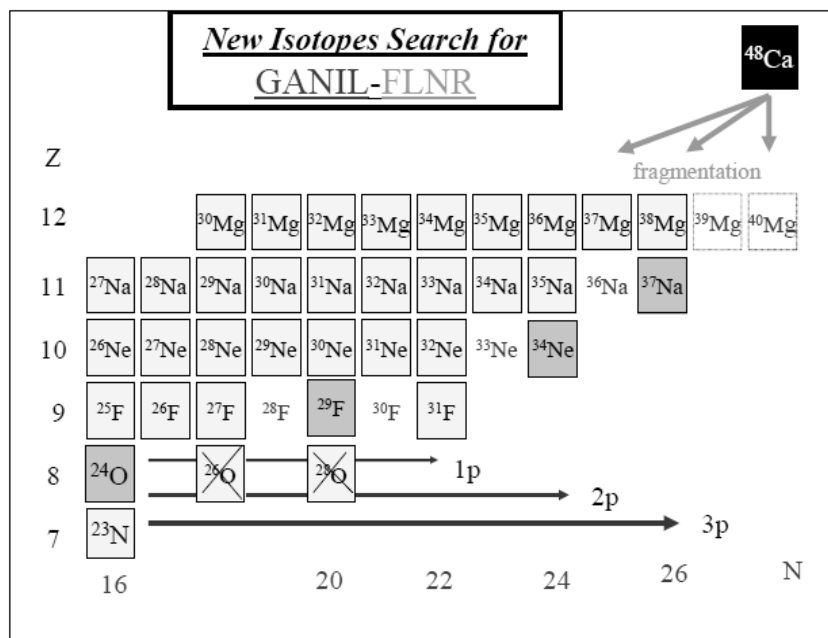 New Isotopes Search for
GANIL-FLNR
⁴⁸Ca
fragmentation
Z
12 ³⁰Mg ³¹Mg ³²Mg ³³Mg ³⁴Mg ³⁵Mg ³⁶Mg ³⁷Mg ³⁸Mg ³⁹Mg ⁴⁰Mg
11 ²⁷Na ²⁸Na ²⁹Na ³⁰Na ³¹Na ³²Na ³³Na ³⁴Na ³⁵Na ³⁶Na ³⁷Na
10 ²⁶Ne ²⁷Ne ²⁸Ne ²⁹Ne ³⁰Ne ³¹Ne ³²Ne ³³Ne ³⁴Ne
9 ²⁵F ²⁶F ²⁷F ²⁸F ²⁹F ³⁰F ³¹F
8 ²⁴O ²⁶O ²⁸O 1p
2p
7 ²³N 3p
16 20 22 24 26 N